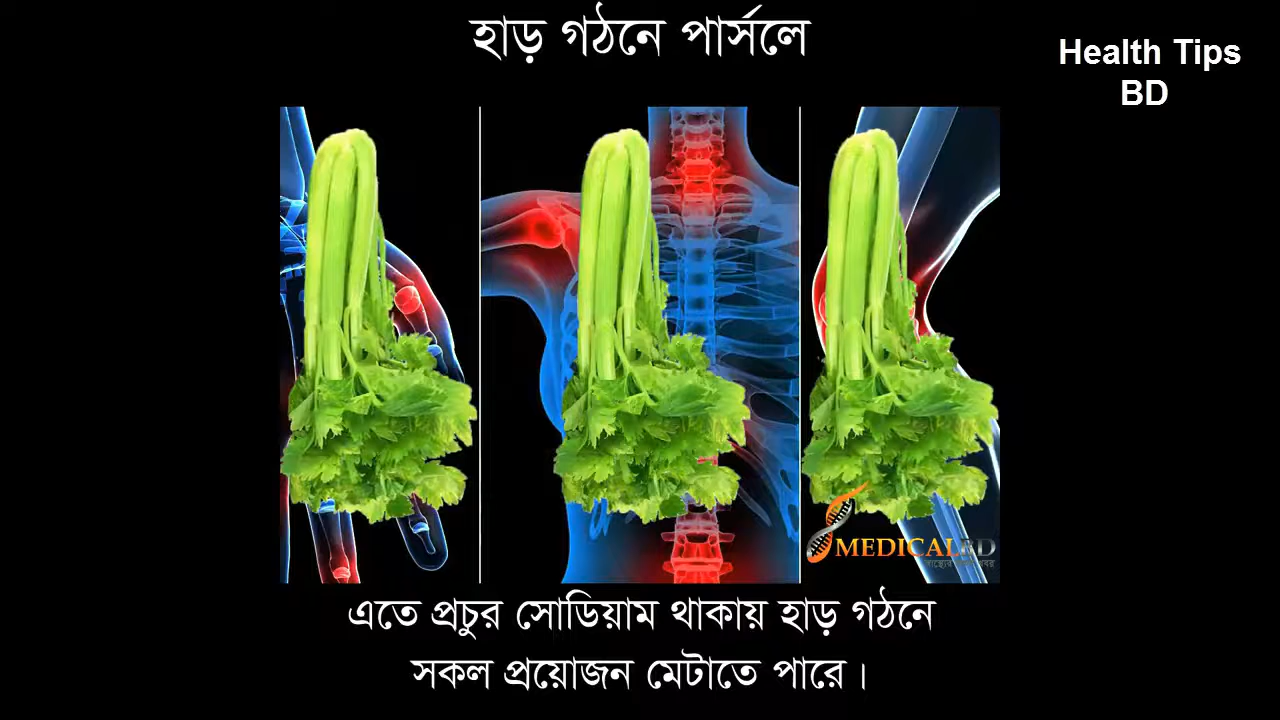 হাড় গঠনে পার্সলে
Health Tips
BD
MEDICALBD
এতে প্রচুর সোডিয়াম থাকায় হাড় গঠনে
সকল প্রয়োজন মেটাতে পারে।